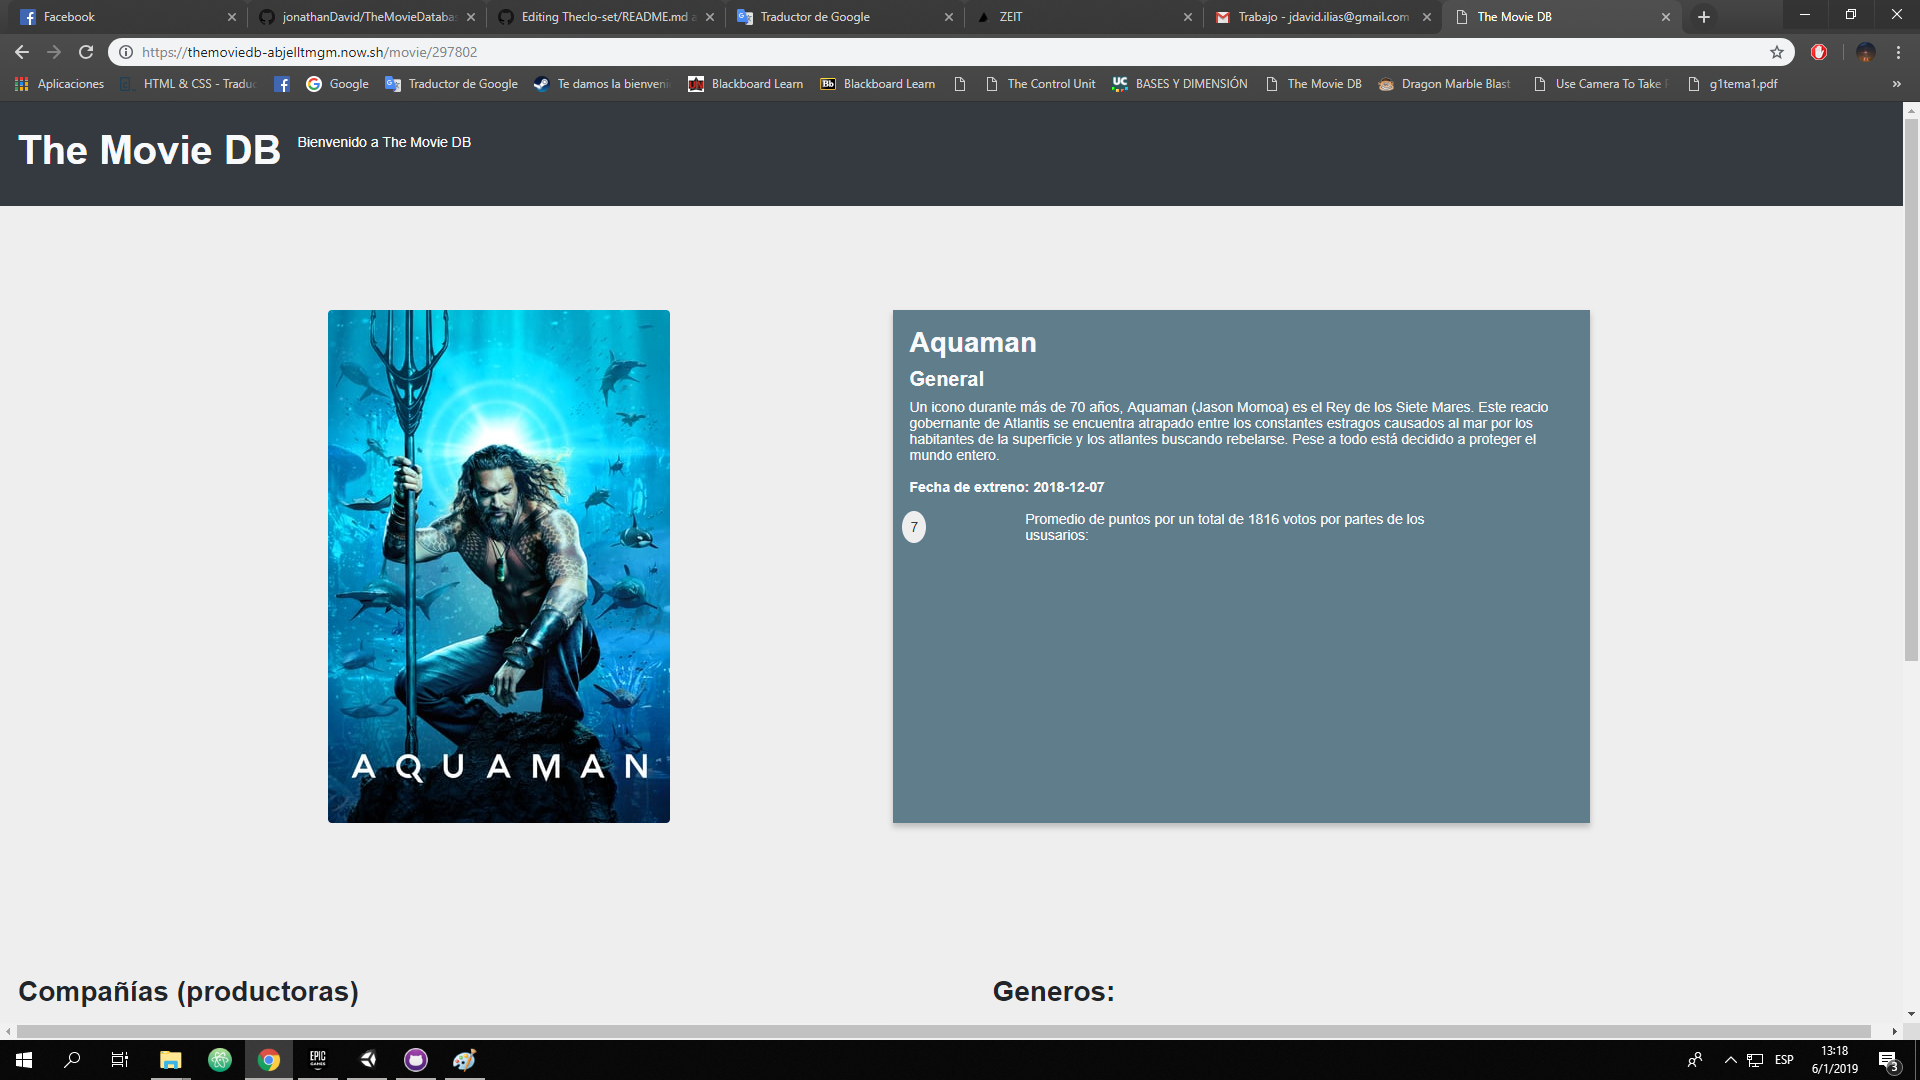 Facebook
jonathanDavid/TheMovieDatabas
Editing Theclo-set/README.md a
Traductor de Google
ZEIT
Trabajo - jdavid.ilias@gmail.com
The Movie DB
https://themoviedb-abjelltmgm.now.sh/movie/297802
Aplicaciones
HTML & CSS - Traduc
Google
Traductor de Google
Te damos la bienveni
Blackboard Learn
Bb
Blackboard Learn
The Control Unit
UC
BASES Y DIMENSIÓN
The Movie DB
Dragon Marble Blast
Use Camera To Take P
g1tema1.pdf
»
The Movie DB
Bienvenido a The Movie DB
AQUAMAN
Aquaman
General
Un icono durante más de 70 años, Aquaman (Jason Momoa) es el Rey de los Siete Mares. Este reacio
gobernante de Atlantis se encuentra atrapado entre los constantes estragos causados al mar por los
habitantes de la superficie y los atlantes buscando rebelarse. Pese a todo está decidido a proteger el
mundo entero.
Fecha de extreno: 2018-12-07
7
Promedio de puntos por un total de 1816 votos por partes de los
ususarios:
Compañías (productoras)
Generos:
EPIC
GAMES
ESP
13:18
6/1/2019
3